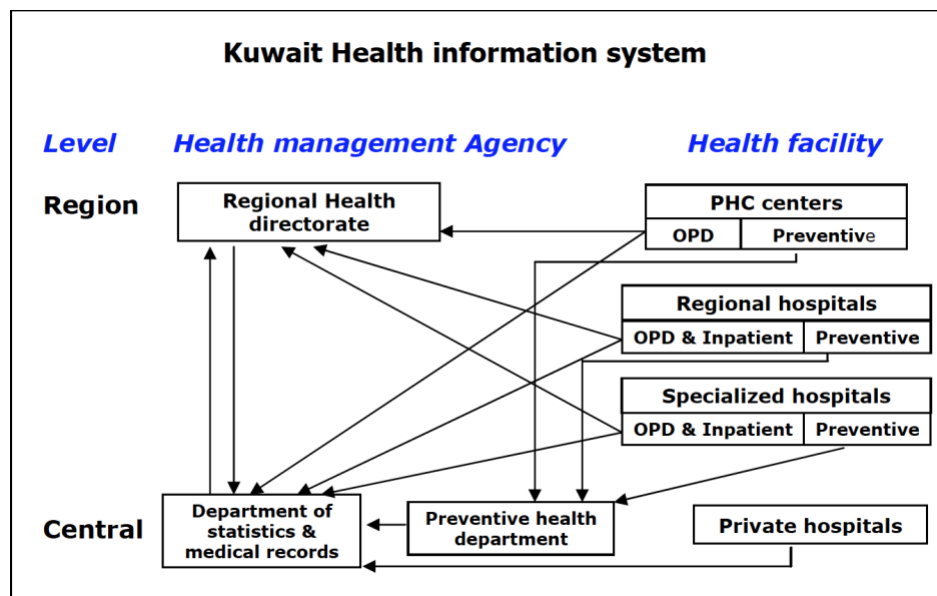 Kuwait Health information system
Level Health management Agency Health facility
Region
Regional Health
directorate
PHC centers
OPD Preventive
Regional hospitals
OPD & Inpatient Preventive
Specialized hospitals
OPD & Inpatient Preventive
Central
Department of
statistics &
medical records
Preventive health
department
Private hospitals